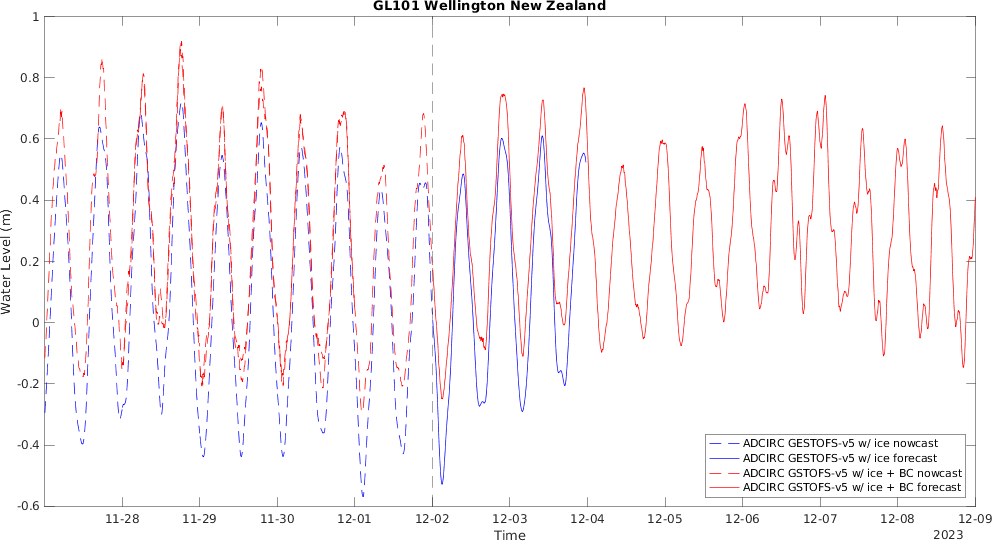 GL101 Wellington New Zealand
Water Level (m)
1
0.8
0.6
0.4
0.2
0
-0.2
-0.4
-0.6
ADCIRC GESTOFS-v5 w/ ice nowcast
ADCIRC GESTOFS-v5 w/ ice forecast
ADCIRC GSTOFS-v5 w/ ice + BC nowcast
ADCIRC GSTOFS-v5 w/ ice + BC forecast
11-28 11-29 11-30 12-01 12-02 12-03 12-04 12-05 12-06 12-07 12-08 12-09
Time
2023